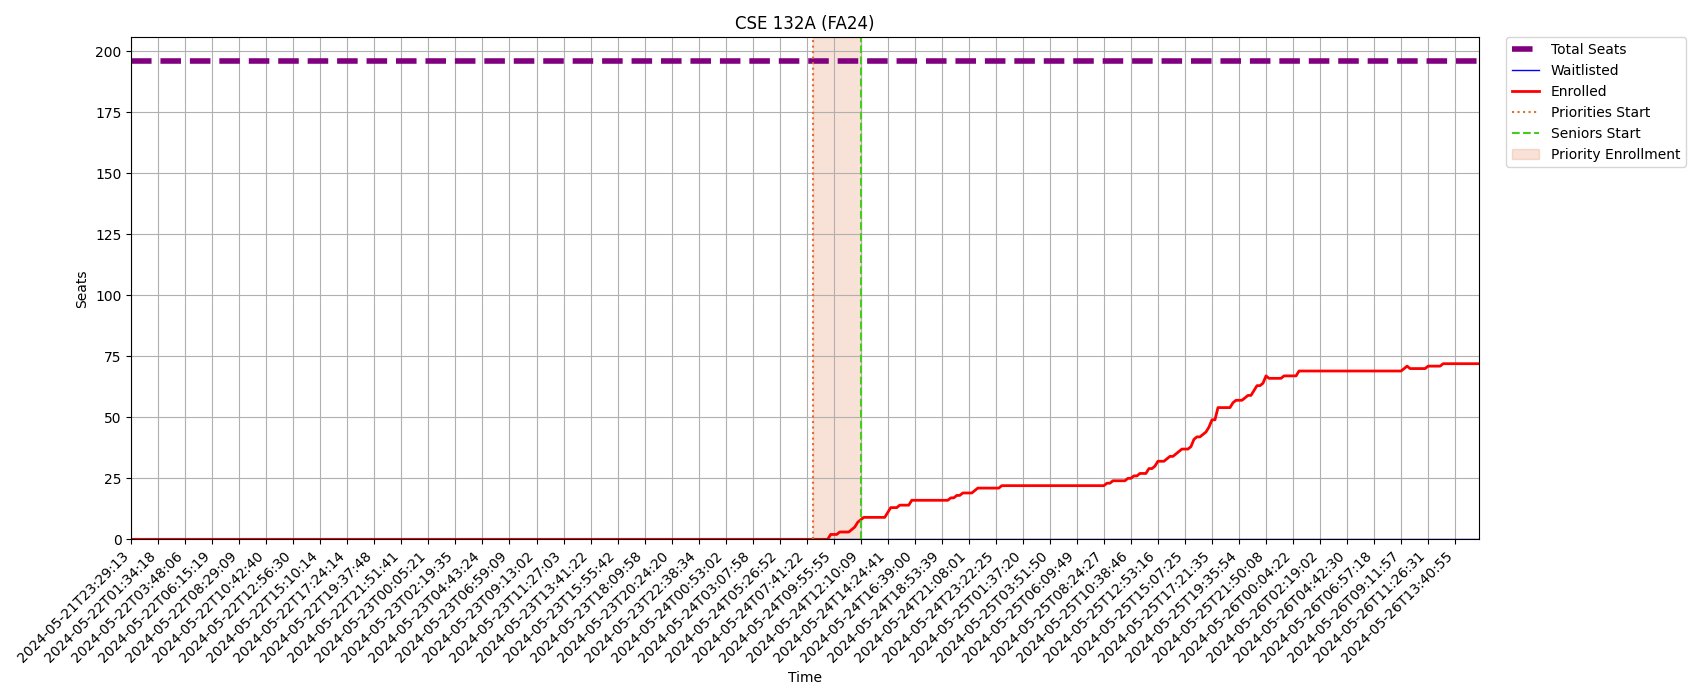 CSE 132A (FA24)
Total Seats
Waitlisted
Enrolled
Priorities Start
Seniors Start
Priority Enrollment
Seats
200
175
150
125
100
75
50
25
0
2024-05-21T23:29:13
2024-05-22T01:34:18
2024-05-22T03:48:06
2024-05-22T06:15:19
2024-05-22T08:29:09
2024-05-22T10:42:40
2024-05-22T12:56:30
2024-05-22T15:10:14
2024-05-22T17:24:14
2024-05-22T19:37:48
2024-05-22T21:51:41
2024-05-23T00:05:21
2024-05-23T02:19:35
2024-05-23T04:43:24
2024-05-23T06:59:09
2024-05-23T09:13:02
2024-05-23T11:27:03
2024-05-23T13:41:22
2024-05-23T15:55:42
2024-05-23T18:09:58
2024-05-23T20:24:20
2024-05-23T22:38:34
2024-05-24T00:53:02
2024-05-24T03:07:58
2024-05-24T05:26:52
2024-05-24T07:41:22
2024-05-24T09:55:55
2024-05-24T12:10:09
2024-05-24T14:24:41
2024-05-24T16:39:00
2024-05-24T18:53:39
2024-05-24T21:08:01
2024-05-24T23:22:25
2024-05-25T01:37:20
2024-05-25T03:51:50
2024-05-25T06:09:49
2024-05-25T08:24:27
2024-05-25T10:38:46
2024-05-25T12:53:16
2024-05-25T15:07:25
2024-05-25T17:21:35
2024-05-25T19:35:54
2024-05-25T21:50:08
2024-05-26T00:04:22
2024-05-26T02:19:02
2024-05-26T04:42:30
2024-05-26T06:57:18
2024-05-26T09:11:57
2024-05-26T11:26:31
2024-05-26T13:40:55
Time